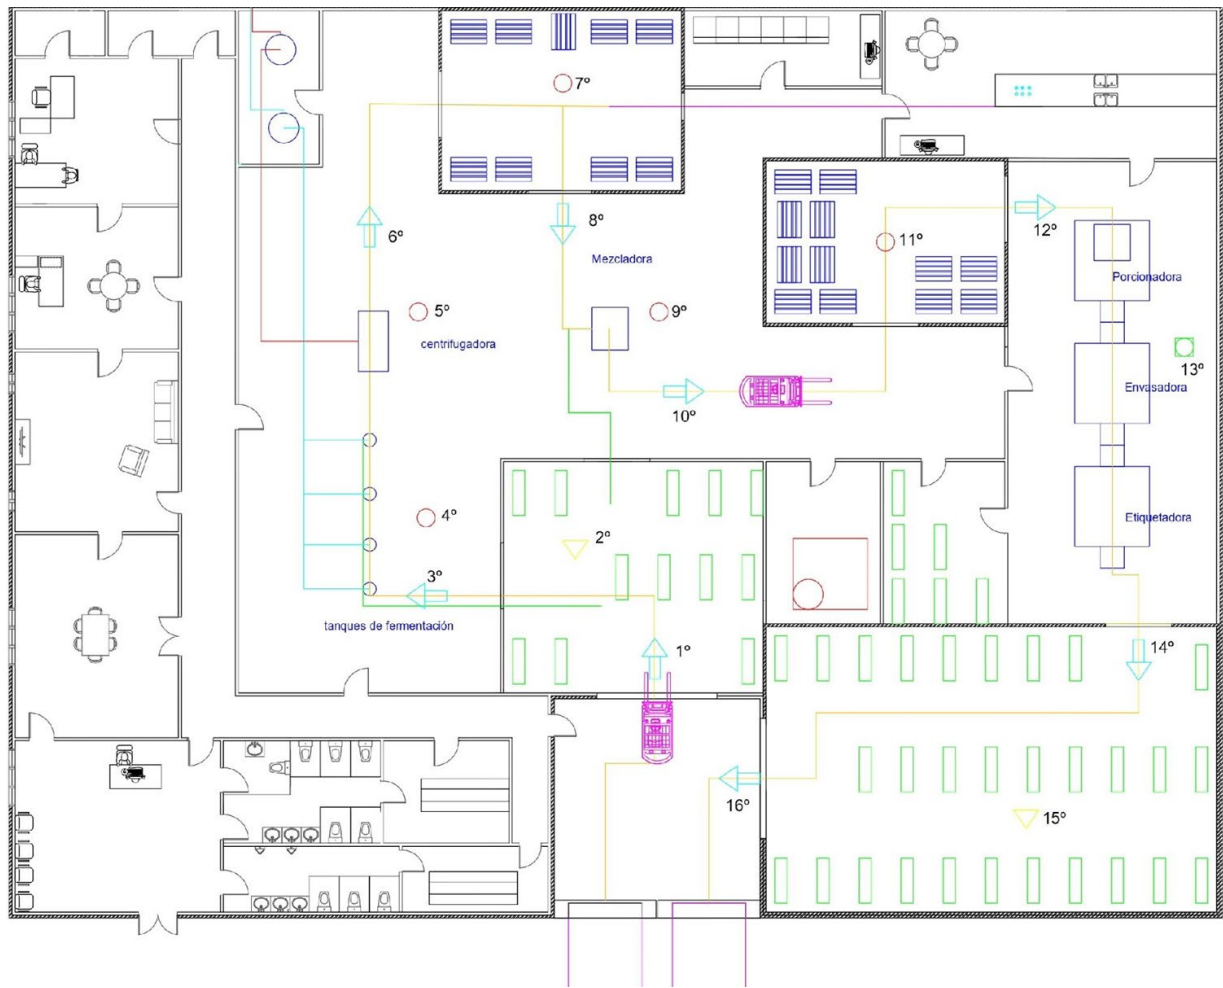 7º
8º
6º
Mezcladora
11º
12º
Porcionadora
5º
9º
centrifugadora
13º
Envasadora
10º
4º
2º
Etiquetadora
3º
tanques de fermentación
1º
14º
16º
15º